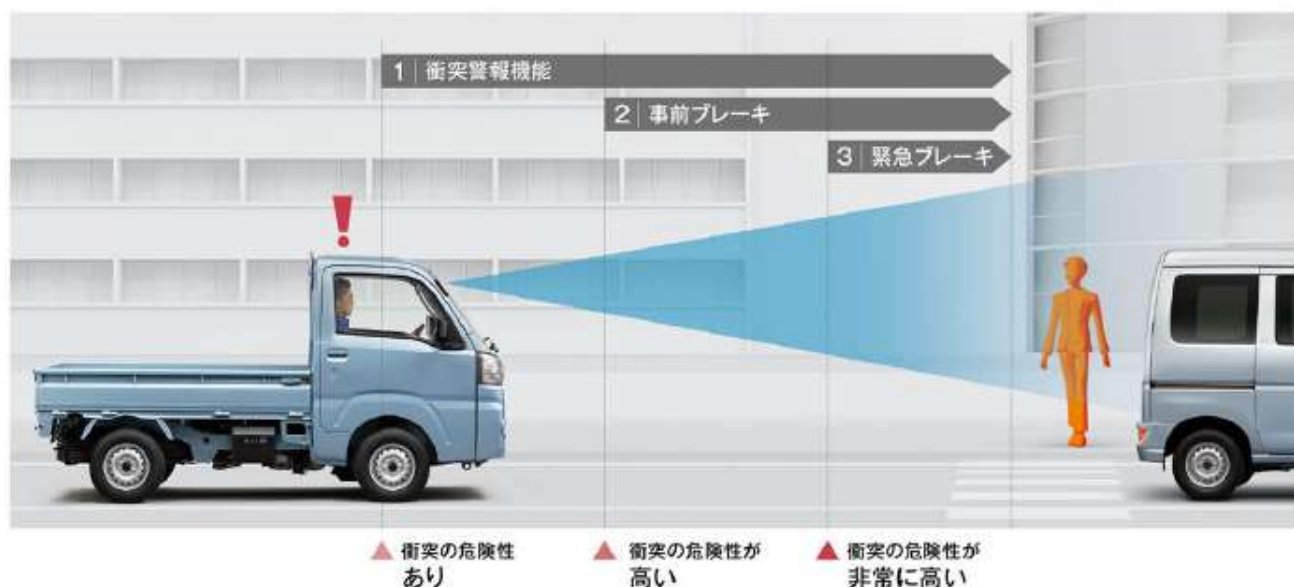 1 衝突警報機能
2 事前ブレーキ
3 緊急ブレーキ
!
衝突の危険性
あり
衝突の危険性が
高い
衝突の危険性が
非常に高い